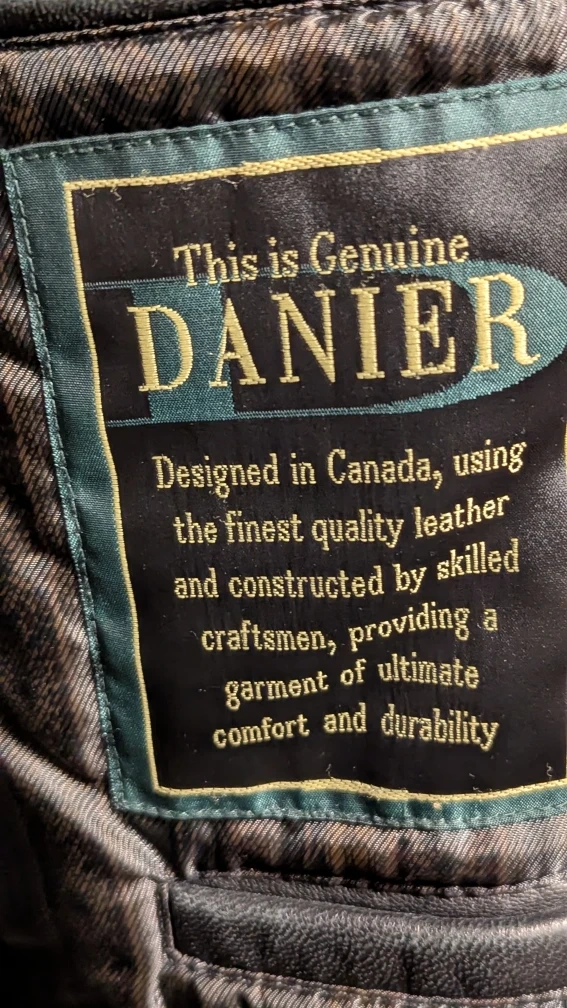 This is Genuine
DANIER
Designed in Canada, using
the finest quality leather
and constructed by skilled
craftsmen, providing a
garment of ultimate
comfort and durability